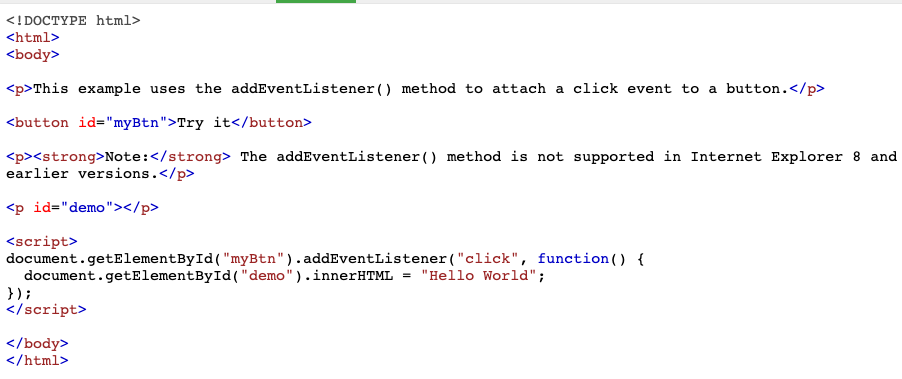 <!DOCTYPE html>
<html>
<body>
<p>This example uses the addEventListener() method to attach a click event to a button.</p>
<button id="myBtn">Try it</button>
<p><strong>Note:</strong> The addEventListener() method is not supported in Internet Explorer 8 and
earlier versions.</p>
<p id="demo"></p>
<script>
document.getElementById("myBtn").addEventListener("click", function() {
  document.getElementById("demo").innerHTML = "Hello World";
});
</script>
</body>
</html>